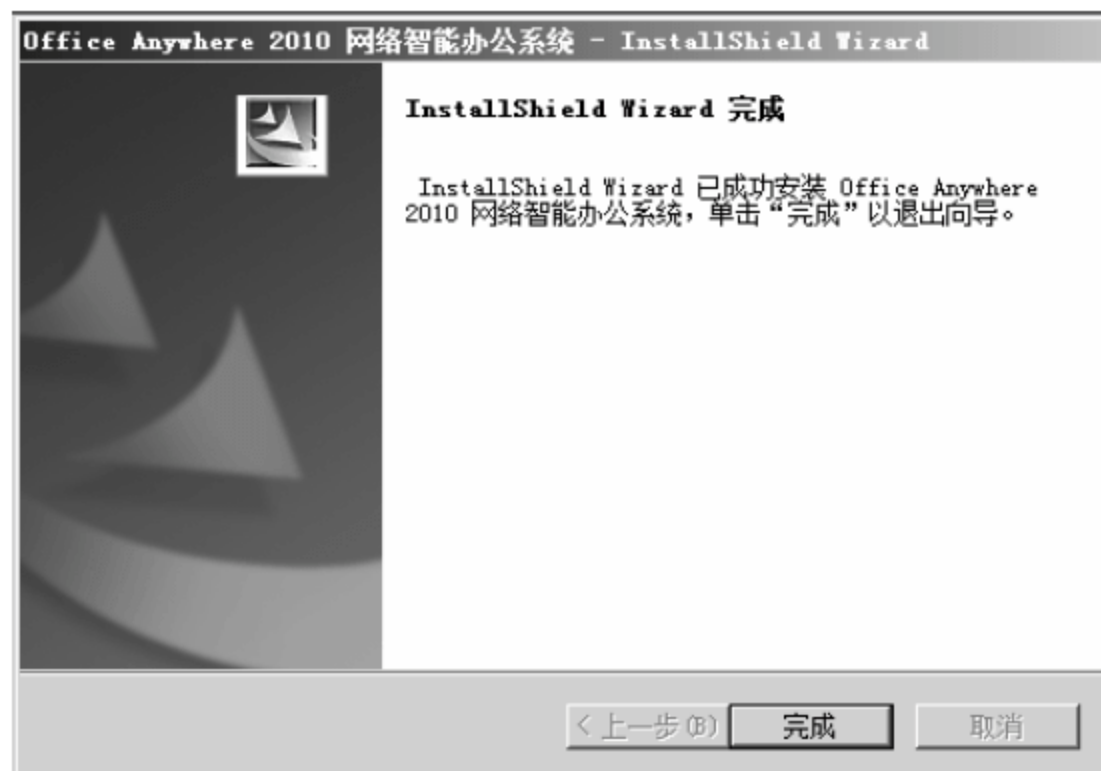 Office Anywhere 2010 网络智能办公系统 - InstallShield Wizard
InstallShield Wizard 完成
InstallShield Wizard 已成功安装 Office Anywhere
2010 网络智能办公系统，单击“完成”以退出向导。
< 上一步(B) 完成 取消